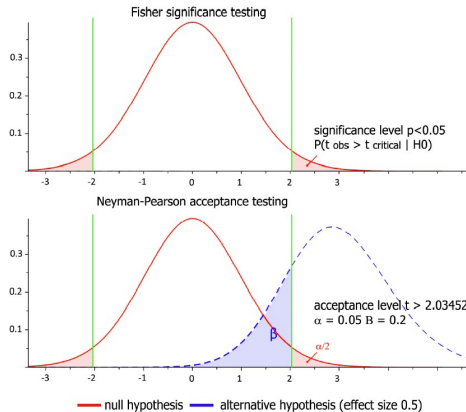 Fisher significance testing
0.3
0.2
0.1
significance level p<0.05
P(t obs > t critical | H0)
-3 -2 -1 0 1 2 3
Neyman-Pearson acceptance testing
0.3
0.2
0.1
acceptance level t > 2.03452
α = 0.05 B = 0.2
β
α/2
-3 -2 -1 0 1 2 3
null hypothesis alternative hypothesis (effect size 0.5)